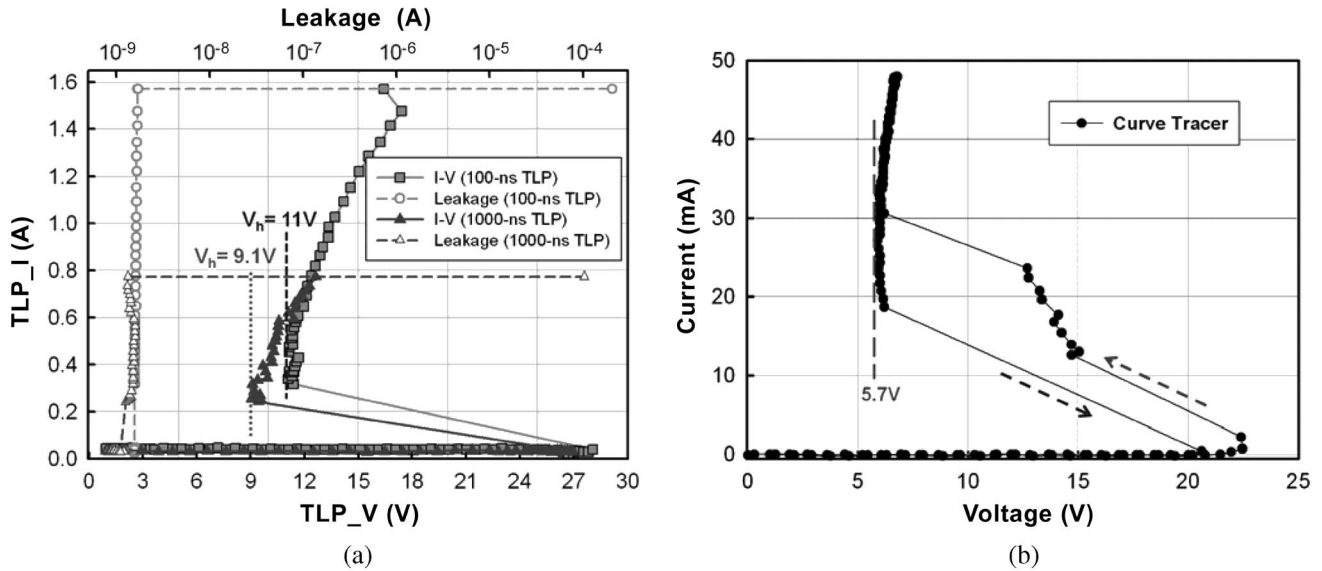 Leakage (A)
10-9 10-8 10-7 10-6 10-5 10-4
TLP_I (A)
1.6
1.4
1.2
1.0
0.8
0.6
0.4
0.2
0.0
I-V (100-ns TLP)
Leakage (100-ns TLP)
I-V (1000-ns TLP)
Leakage (1000-ns TLP)
Vh= 11V
Vh= 9.1V
0 3 6 9 12 15 18 21 24 27 30
TLP_V (V)
(a)
Current (mA)
50
40
30
20
10
0
Curve Tracer
5.7V
0 5 10 15 20 25
Voltage (V)
(b)